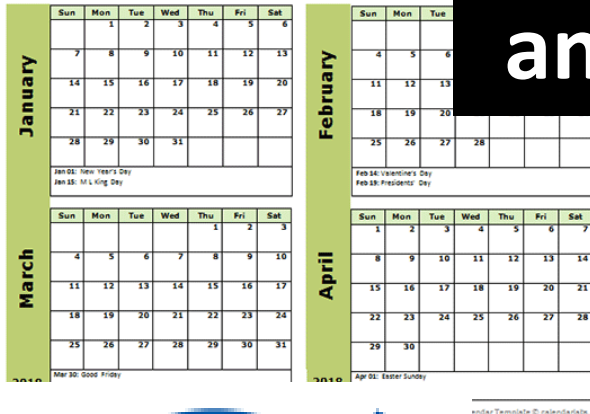 January
Sun Mon Tue Wed Thu Fri Sat
1 2 3 4 5 6
7 8 9 10 11 12 13
14 15 16 17 18 19 20
21 22 23 24 25 26 27
28 29 30 31
Jan 01: New Year's Day
Jan 15: M L King Day
February
Sun Mon Tue
4 5 6
11 12 13
18 19 20
25 26 27 28
Feb 14: Valentine's Day
Feb 19: Presidents' Day
an
March
Sun Mon Tue Wed Thu Fri Sat
1 2 3
4 5 6 7 8 9 10
11 12 13 14 15 16 17
18 19 20 21 22 23 24
25 26 27 28 29 30 31
Mar 30: Good Friday
April
Sun Mon Tue Wed Thu Fri Sat
1 2 3 4 5 6 7
8 9 10 11 12 13 14
15 16 17 18 19 20 21
22 23 24 25 26 27 28
29 30
Apr 01: Easter Sunday
2018
2018
endar Template © calendarlabs